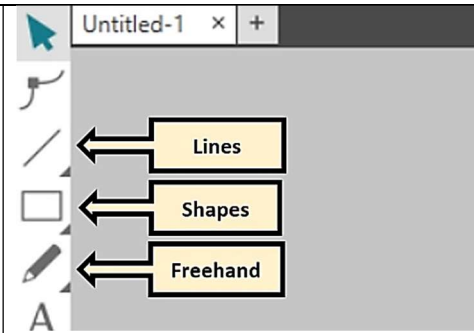 Untitled-1 × +
Lines
Shapes
Freehand
A